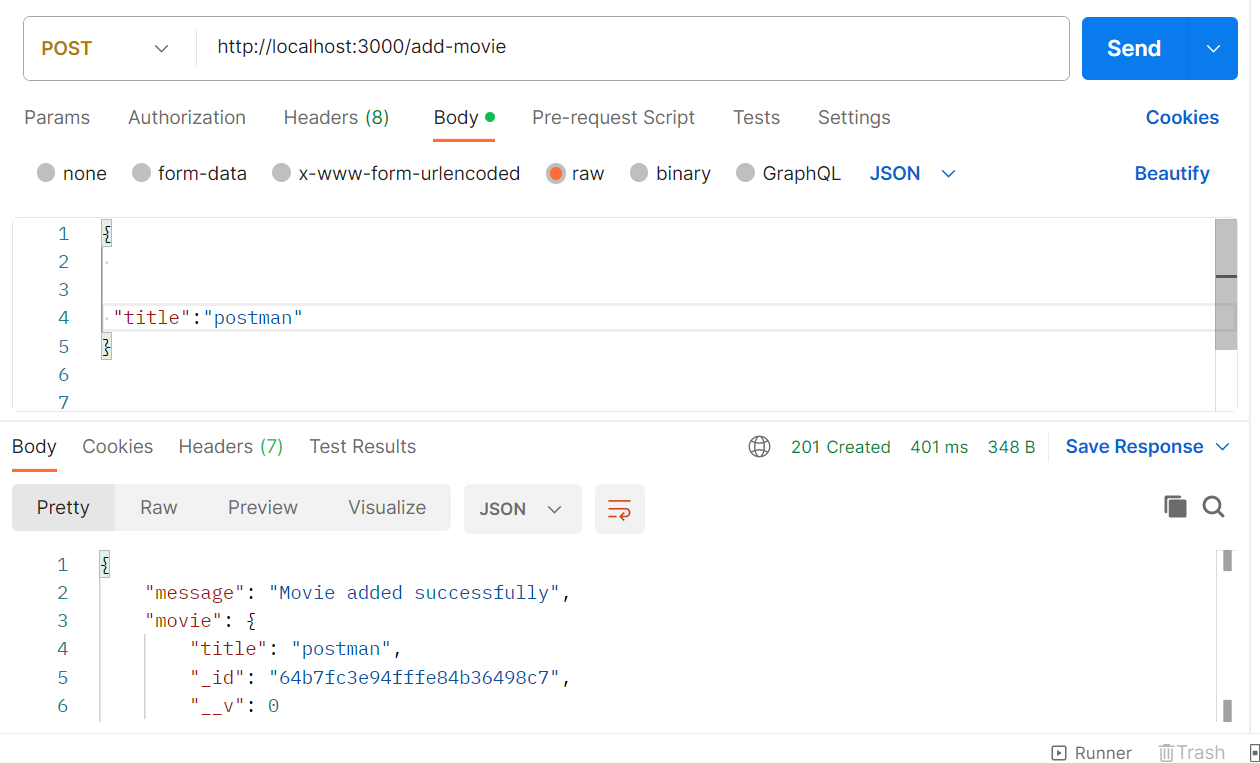 POST http://localhost:3000/add-movie Send
Params Authorization Headers (8) Body Pre-request Script Tests Settings Cookies
none form-data x-www-form-urlencoded raw binary GraphQL JSON Beautify
1 {
2
3
4 "title":"postman"
5 }
6
7
Body Cookies Headers (7) Test Results 201 Created 401 ms 348 B Save Response
Pretty Raw Preview Visualize JSON
1 {
2 "message": "Movie added successfully",
3 "movie": {
4 "title": "postman",
5 "_id": "64b7fc3e94fffe84b36498c7",
6 "__v": 0
Runner Trash